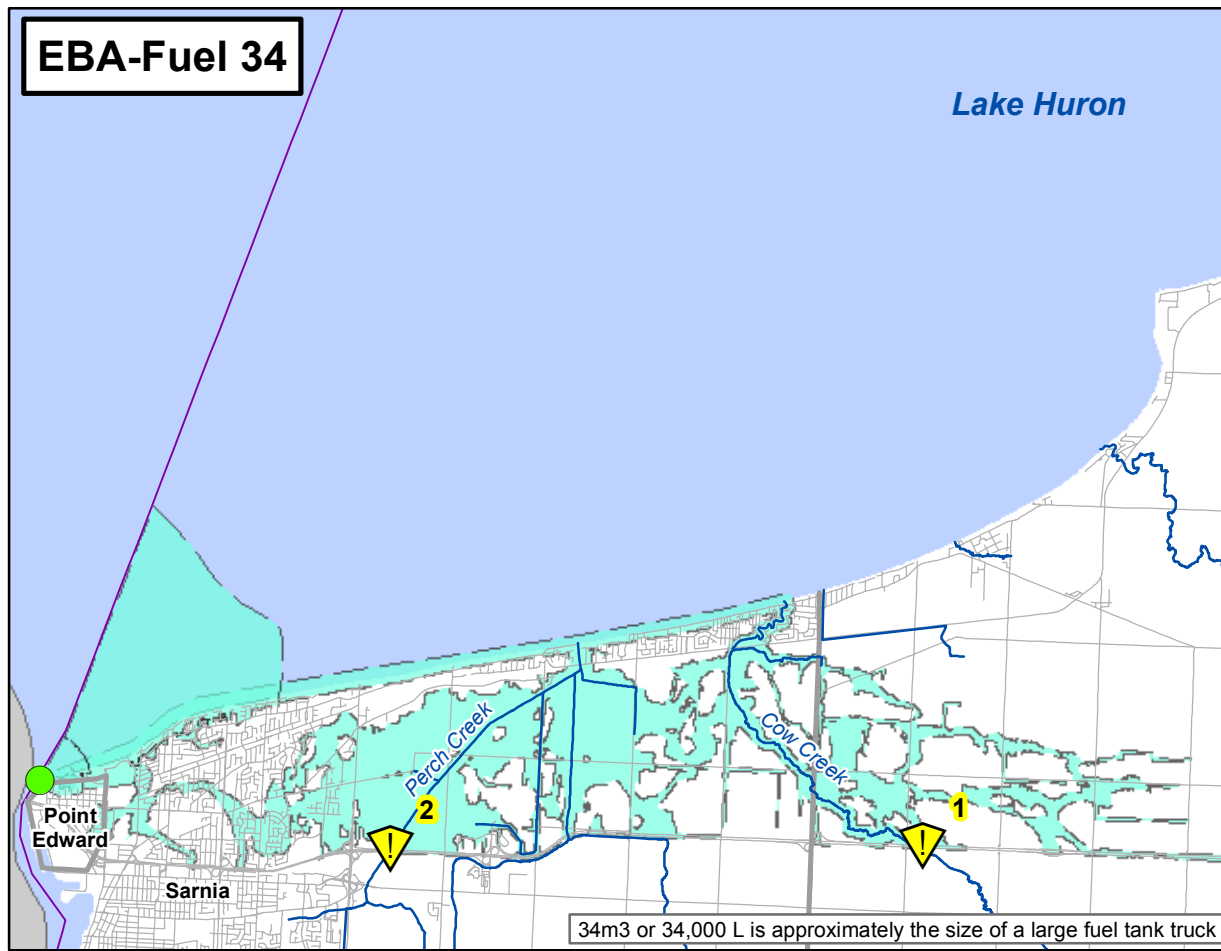 EBA-Fuel 34
Lake Huron
Perch Creek
Cow Creek
2
1
Point
Edward
Sarnia
34m3 or 34,000 L is approximately the size of a large fuel tank truck